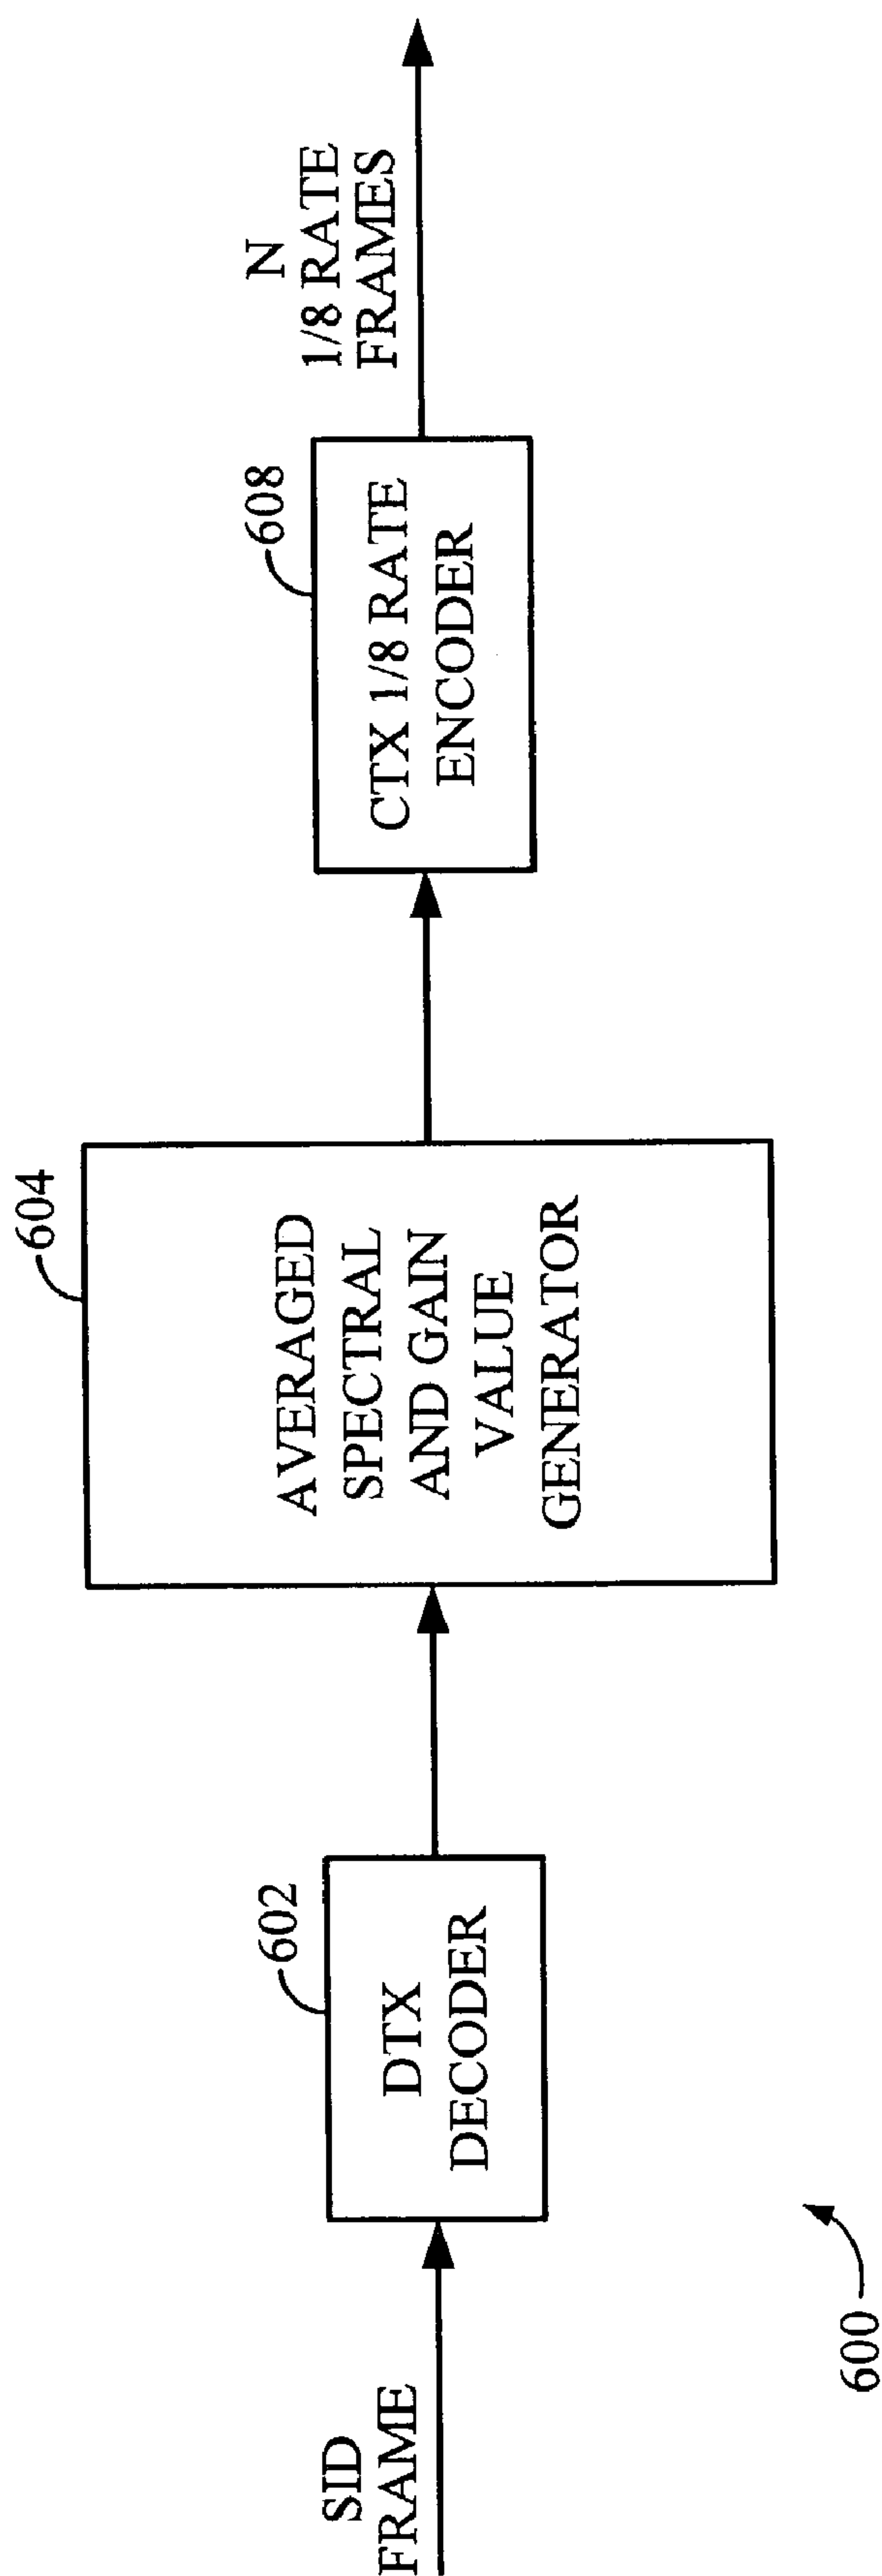 SID
FRAME
602
DTX
DECODER
604
AVERAGED
SPECTRAL
AND GAIN
VALUE
GENERATOR
608
CTX 1/8 RATE
ENCODER
N
1/8 RATE
FRAMES
600